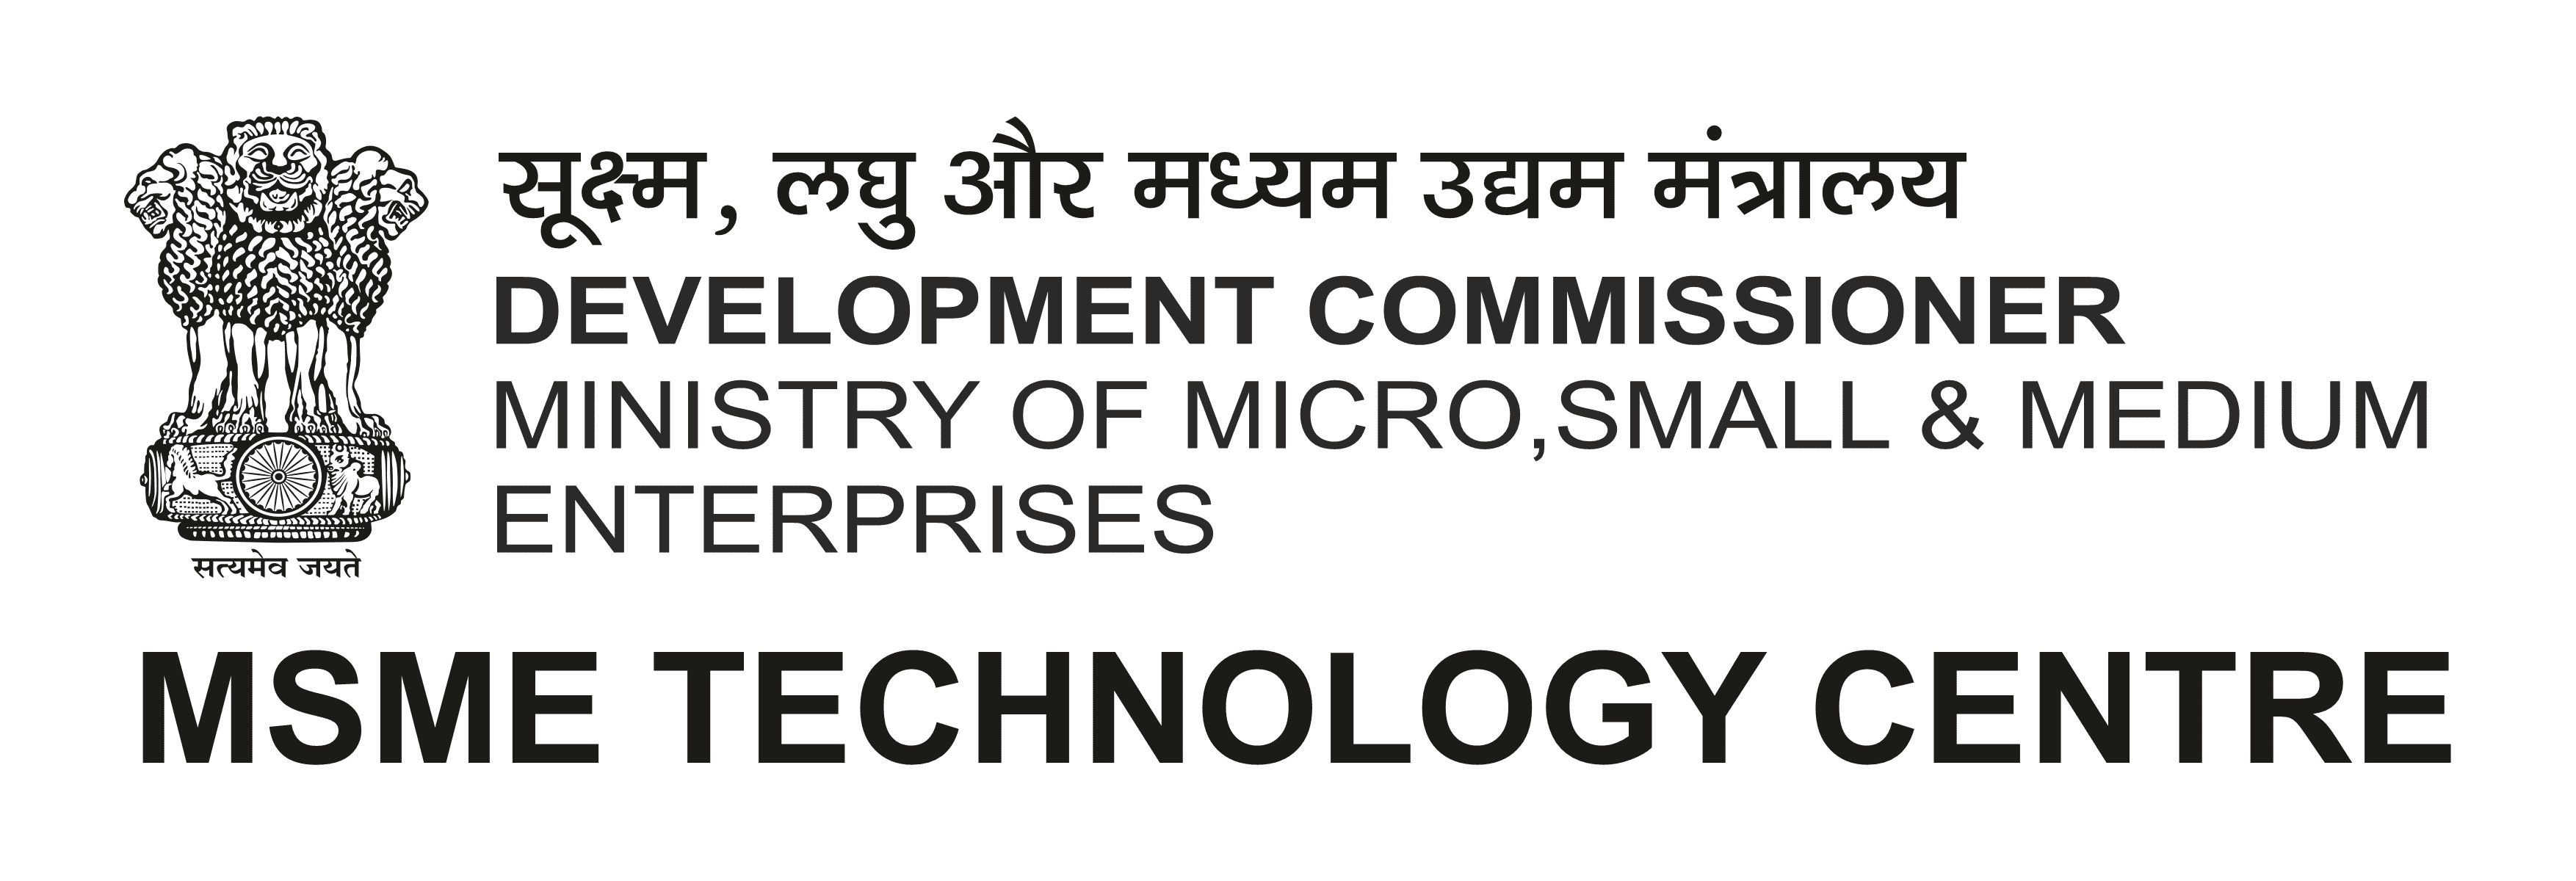 सूक्ष्म, लघु और मध्यम उद्यम मंत्रालय
DEVELOPMENT COMMISSIONER
MINISTRY OF MICRO,SMALL & MEDIUM
ENTERPRISES
सत्यमेव जयते
MSME TECHNOLOGY CENTRE